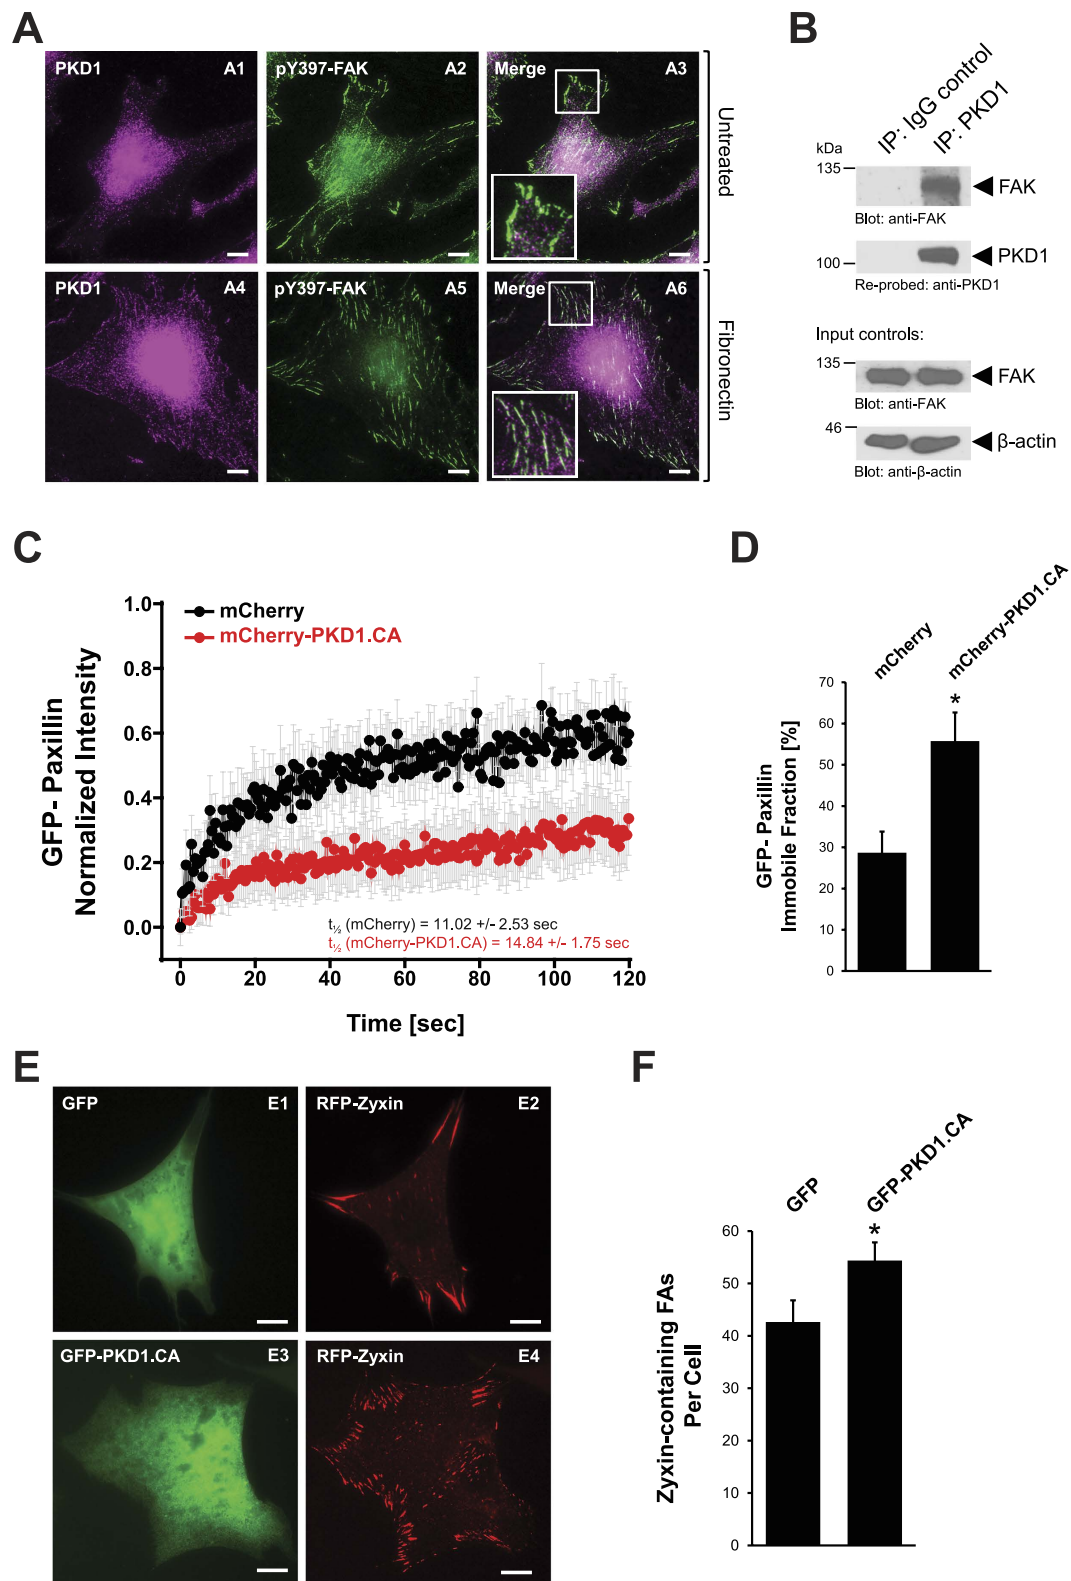 A
PKD1 A1
pY397-FAK A2
Merge A3
Untreated
PKD1 A4
pY397-FAK A5
Merge A6
Fibronectin
B
IP: IgG control
IP: PKD1
kDa
135
FAK
Blot: anti-FAK
100
PKD1
Re-probed: anti-PKD1
Input controls:
135
FAK
Blot: anti-FAK
46
β-actin
Blot: anti-β-actin
C
GFP- Paxillin
Normalized Intensity
1.0
0.8
0.6
0.4
0.2
0.0
mCherry
mCherry-PKD1.CA
t½ (mCherry) = 11.02 +/- 2.53 sec
t½ (mCherry-PKD1.CA) = 14.84 +/- 1.75 sec
0 20 40 60 80 100 120
Time [sec]
D
mCherry
mCherry-PKD1.CA
GFP- Paxillin
Immobile Fraction [%]
70
60
50
40
30
20
10
0
*
E
GFP E1
RFP-Zyxin E2
GFP-PKD1.CA E3
RFP-Zyxin E4
F
GFP
GFP-PKD1.CA
Zyxin-containing FAs
Per Cell
60
50
40
30
20
10
0
*